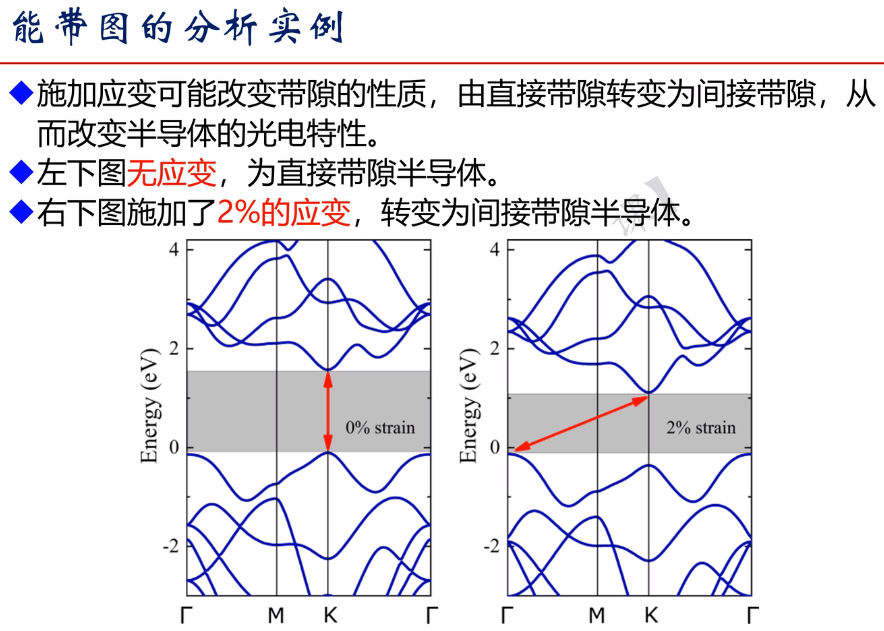 能带图的分析实例
◆施加应变可能改变带隙的性质，由直接带隙转变为间接带隙，从
而改变半导体的光电特性。
◆左下图无应变，为直接带隙半导体。
◆右下图施加了2%的应变，转变为间接带隙半导体。
4
2
0
-2
Energy (eV)
0% strain
Γ M K Γ
4
2
0
-2
Energy (eV)
2% strain
Γ M K Γ